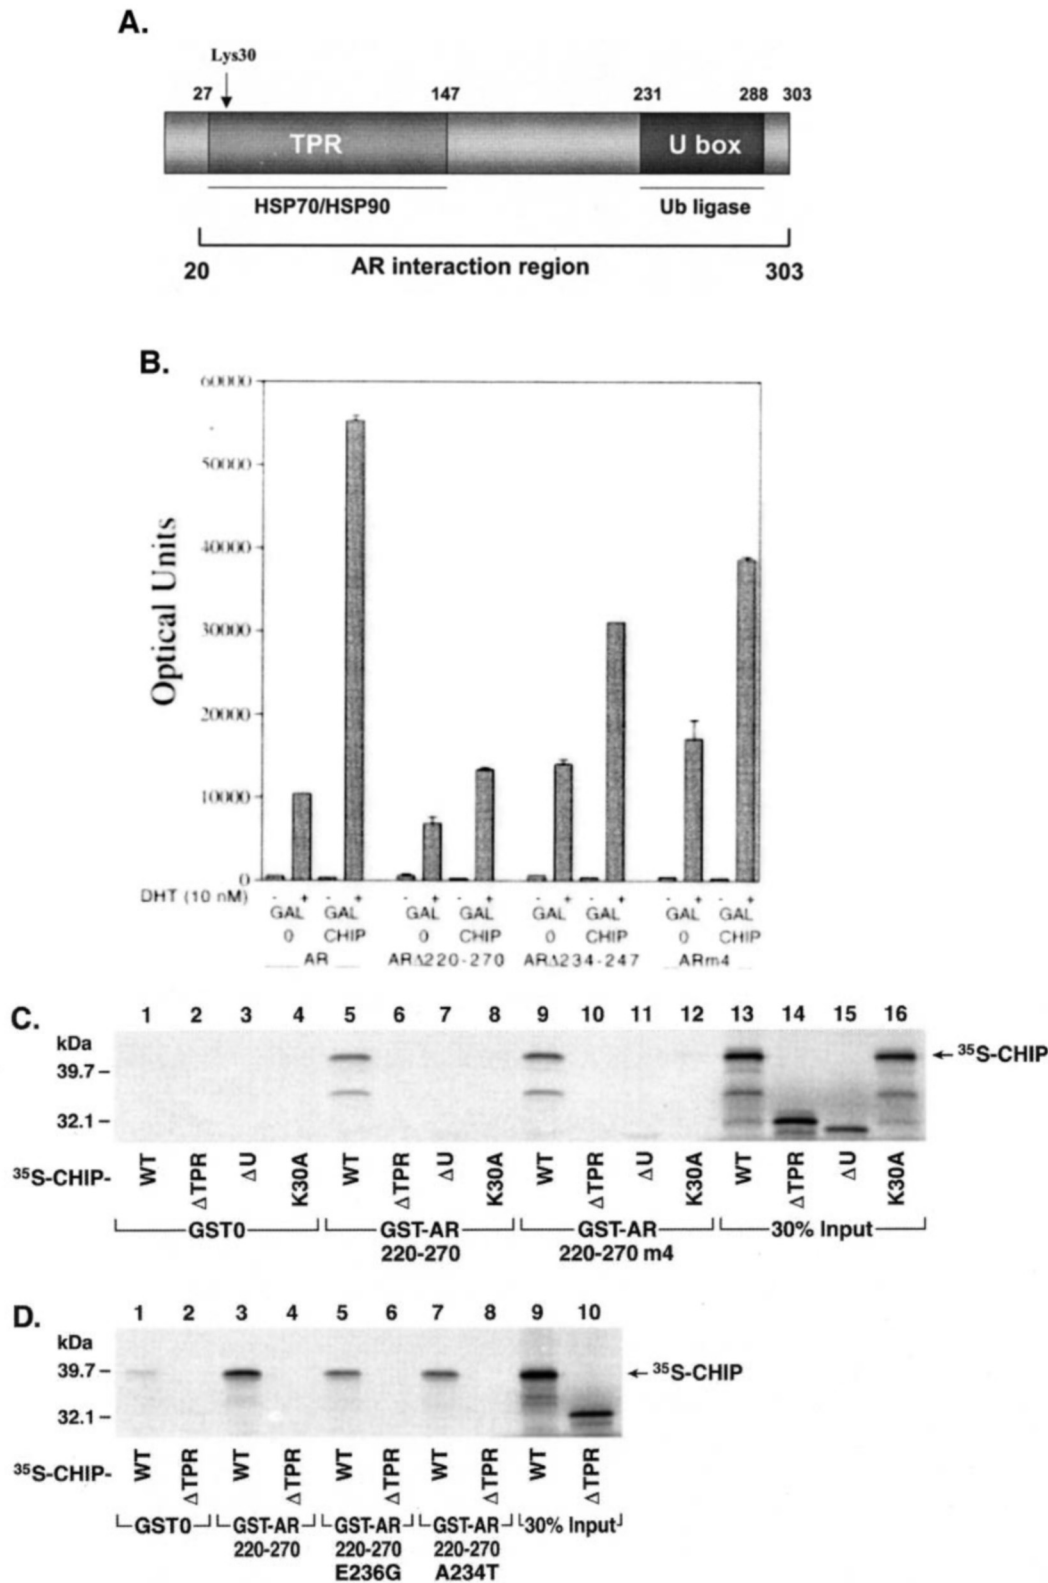 A.
Lys30
27 147 231 288 303
TPR U box
HSP70/HSP90 Ub ligase
20 AR interaction region 303
B.
Optical Units
60000
50000
40000
30000
20000
10000
0
DHT (10 nM) - + - + - + - + - + - + - +
GAL GAL GAL GAL GAL GAL GAL GAL
0 CHIP 0 CHIP 0 CHIP 0 CHIP
AR ARΔ220-270 ARΔ234-247 ARm4
C.
1 2 3 4 5 6 7 8 9 10 11 12 13 14 15 16
kDa
39.7
32.1
35S-CHIP
35S-CHIP- WT ΔTPR ΔU K30A WT ΔTPR ΔU K30A WT ΔTPR ΔU K30A WT ΔTPR ΔU K30A
GST0 GST-AR GST-AR 30% Input
220-270 220-270 m4
D.
1 2 3 4 5 6 7 8 9 10
kDa
39.7
32.1
35S-CHIP
35S-CHIP- WT ΔTPR WT ΔTPR WT ΔTPR WT ΔTPR WT ΔTPR
GST0 GST-AR GST-AR GST-AR 30% Input
220-270 220-270 220-270
E236G A234T